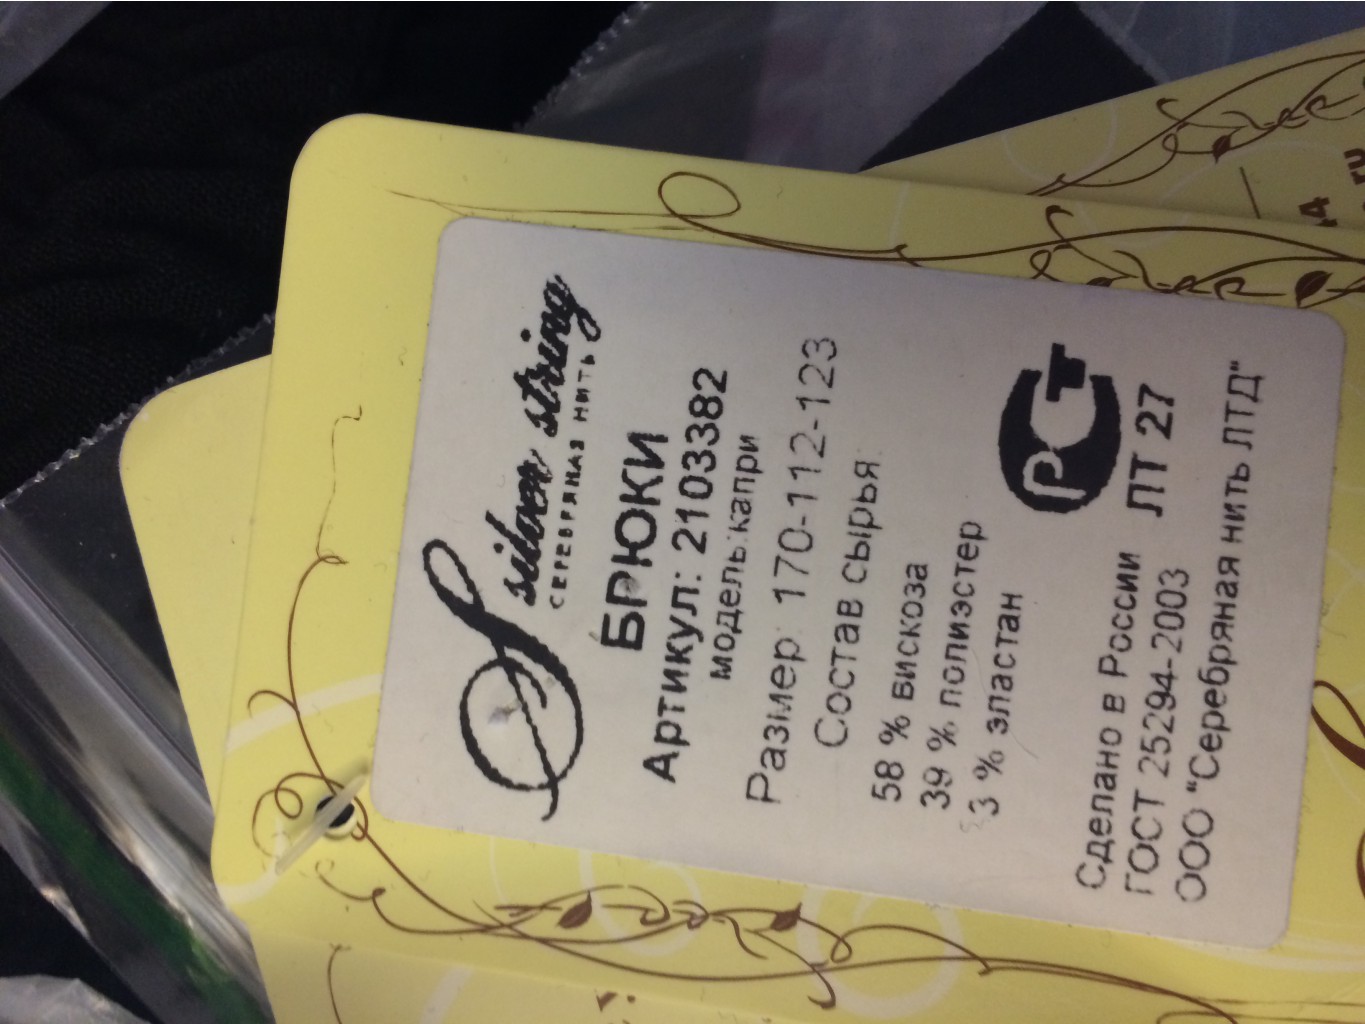 silver string
СЕРЕБРЯНАЯ НИТЬ
БРЮКИ
Артикул: 2103382
модель:капри
Размер: 170-112-123
Состав сырья:
58 % вискоза
39 % полиэстер
3 % эластан
РСТ
Сделано в России ЛТ 27
ГОСТ 25294-2003
ООО "Серебряная нить ЛТД"